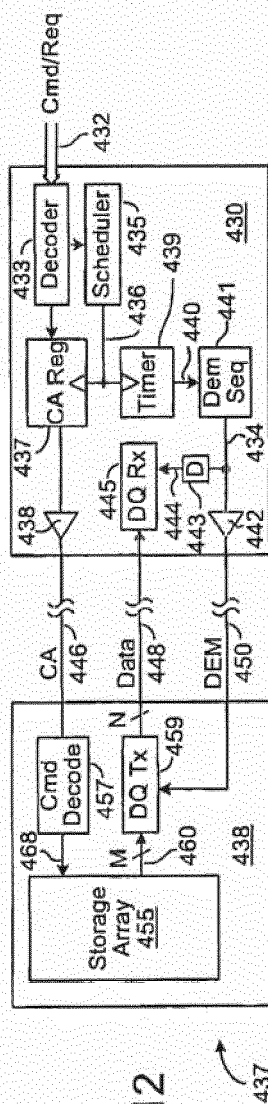 12
437
Storage
Array
455
468
Cmd
Decode
457
M
460
DQ Tx
459
N
438
CA
446
Data
448
DEM
450
438
437
CA Reg
433
Decoder
Cmd/Req
432
Scheduler
435
436
445
DQ Rx
444
D
443
442
Timer
439
440
Dem
Seq
441
434
430